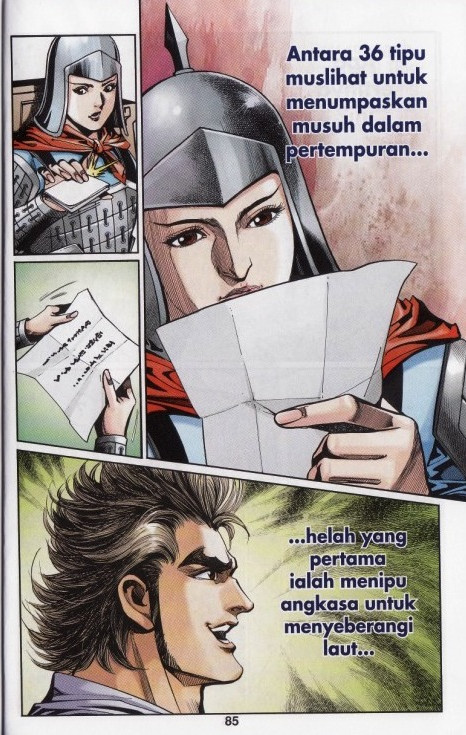 Antara 36 tipu
muslihat untuk
menumpaskan
musuh dalam
pertempuran...
...helah yang
pertama
ialah menipu
angkasa untuk
menyeberangi
laut...
85